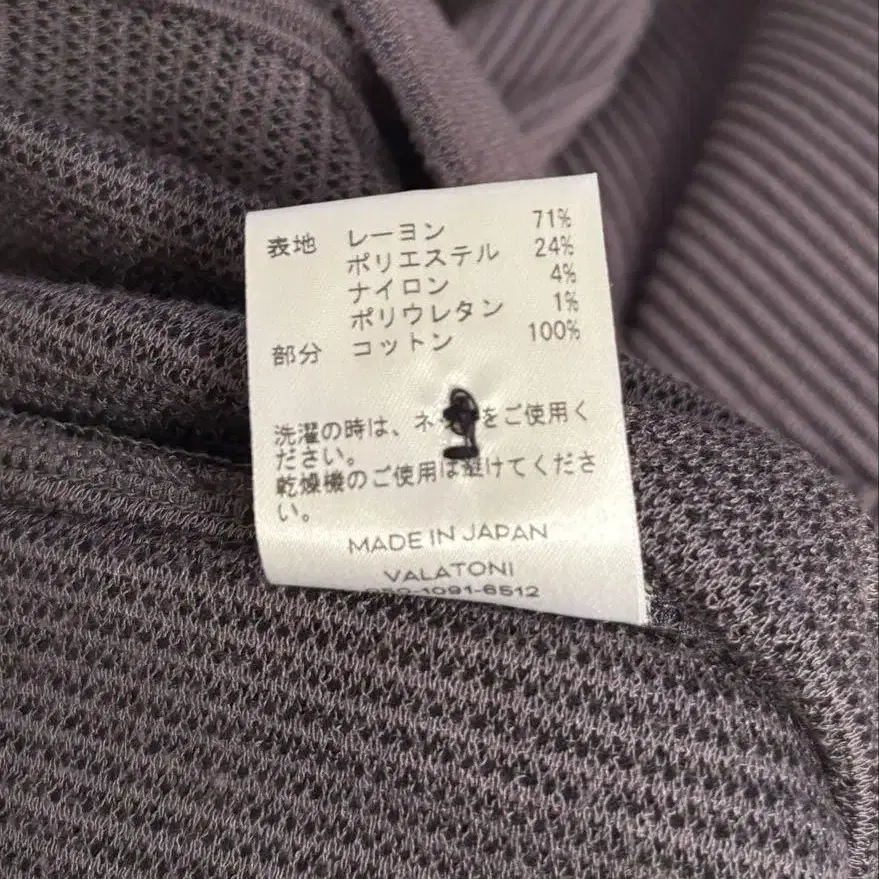 表地 レーヨン 71%
ポリエステル 24%
ナイロン 4%
ポリウレタン 1%
部分 コットン 100%
洗濯の時は、ネ をご使用く
ださい。
乾燥機のご使用は避けてくださ
い。
MADE IN JAPAN
VALATONI
1091-6512